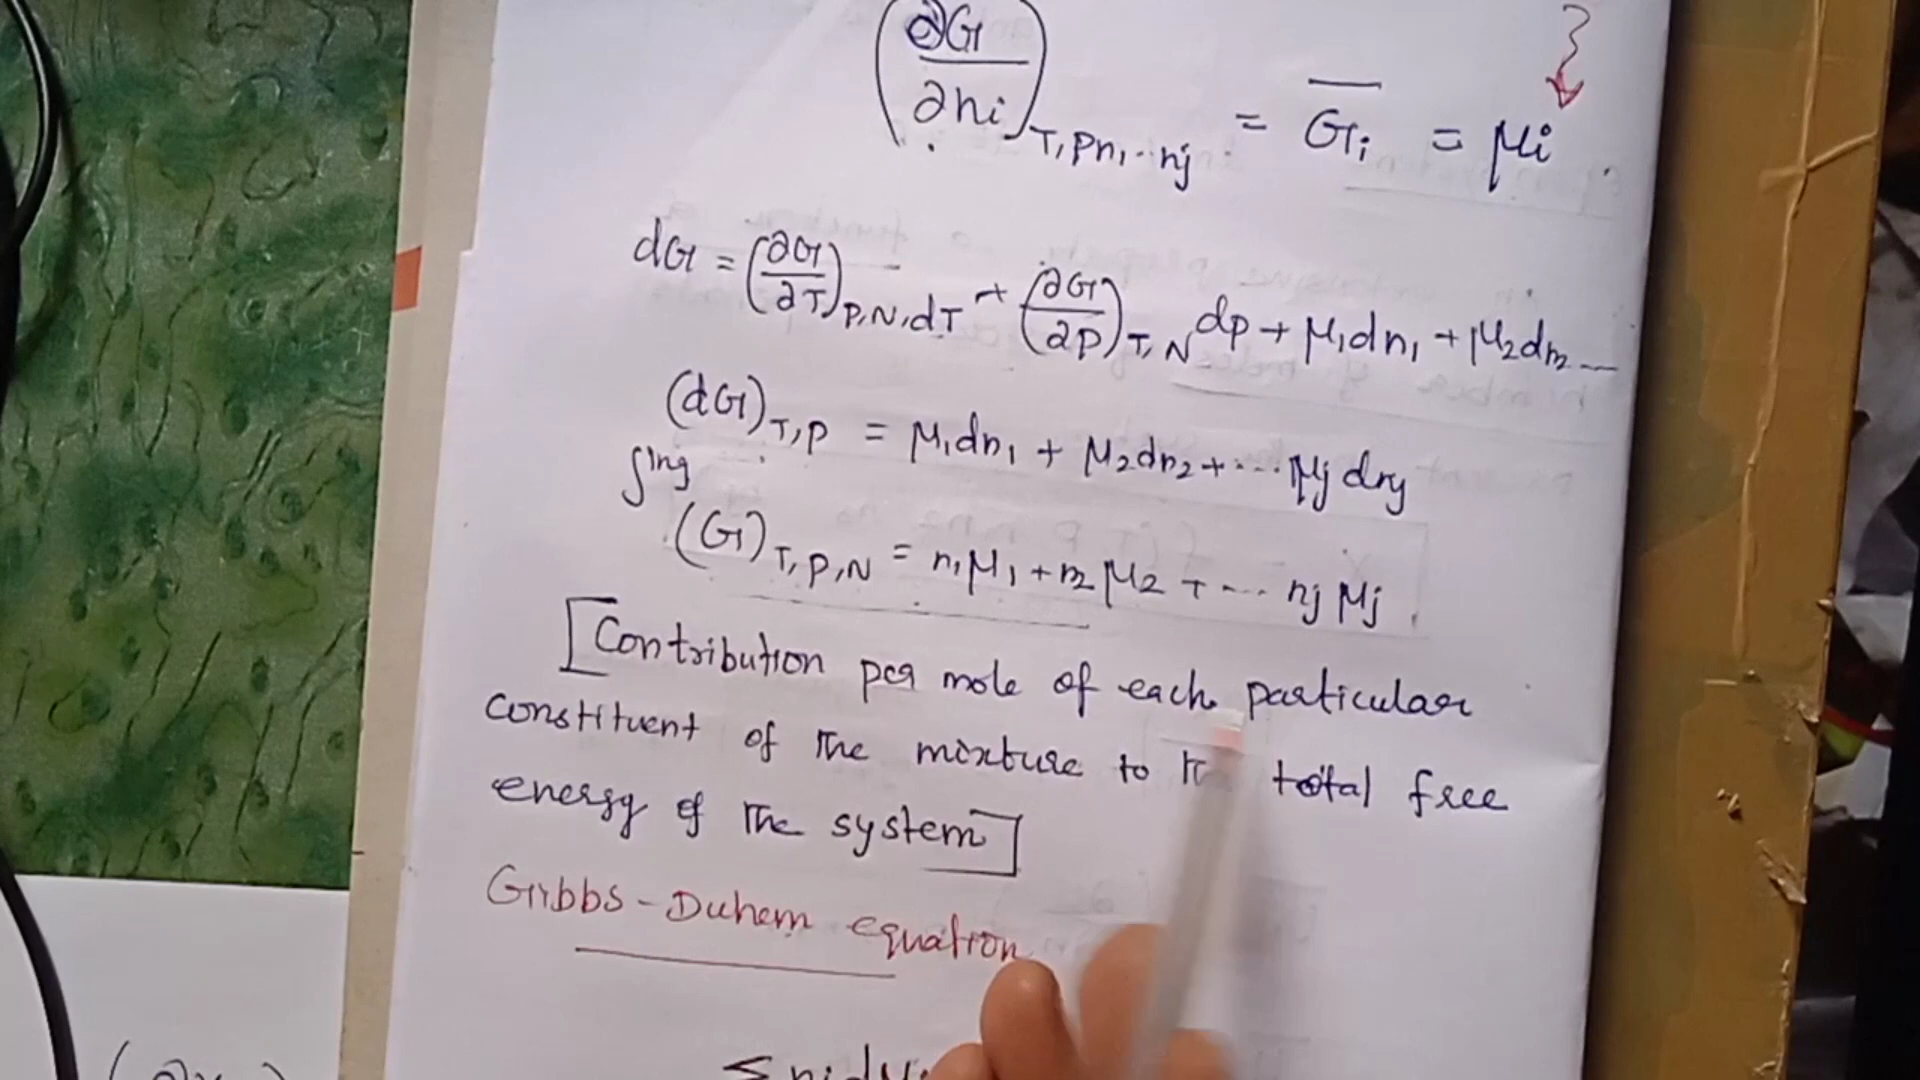 (∂G/∂ni)T,P,n1...nj = G̅i = μi
dG = (∂G/∂T)P,N,dT + (∂G/∂P)T,N dp + μ1dn1 + μ2dn2 ...
(dG)T,P = μ1dn1 + μ2dn2 + ... μj dnj
∫ing
(G)T,P,N = n1μ1 + n2μ2 + ... nj μj
[Contribution per mole of each particular
constituent of the mixture to total free
energy of the system]
Gibbs-Duhem equation